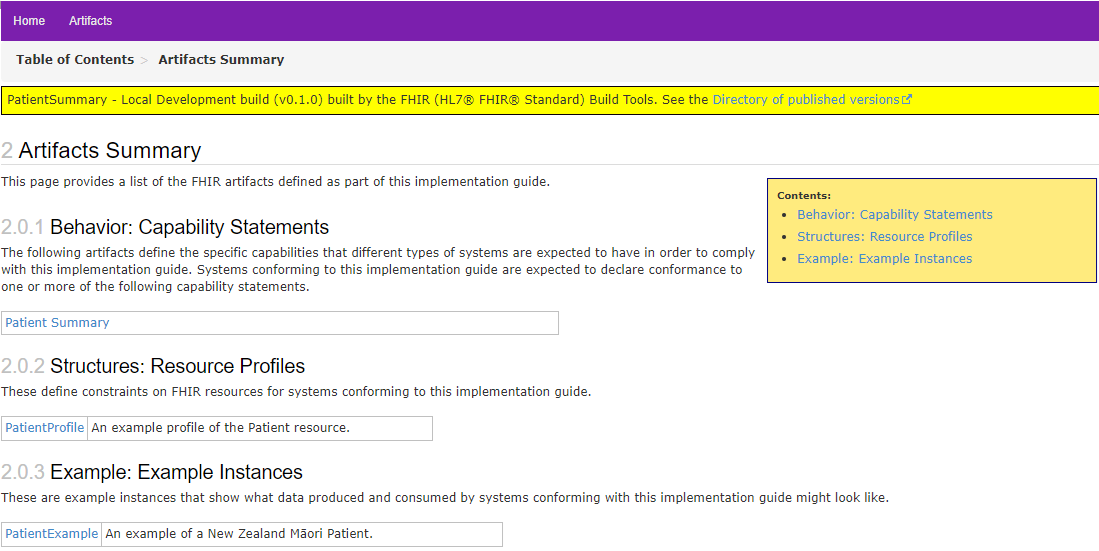 Home Artifacts
Table of Contents > Artifacts Summary
PatientSummary - Local Development build (v0.1.0) built by the FHIR (HL7® FHIR® Standard) Build Tools. See the Directory of published versions
2 Artifacts Summary
This page provides a list of the FHIR artifacts defined as part of this implementation guide.
Contents:
• Behavior: Capability Statements
• Structures: Resource Profiles
• Example: Example Instances
2.0.1 Behavior: Capability Statements
The following artifacts define the specific capabilities that different types of systems are expected to have in order to comply
with this implementation guide. Systems conforming to this implementation guide are expected to declare conformance to
one or more of the following capability statements.
Patient Summary
2.0.2 Structures: Resource Profiles
These define constraints on FHIR resources for systems conforming to this implementation guide.
PatientProfile An example profile of the Patient resource.
2.0.3 Example: Example Instances
These are example instances that show what data produced and consumed by systems conforming with this implementation guide might look like.
PatientExample An example of a New Zealand Māori Patient.